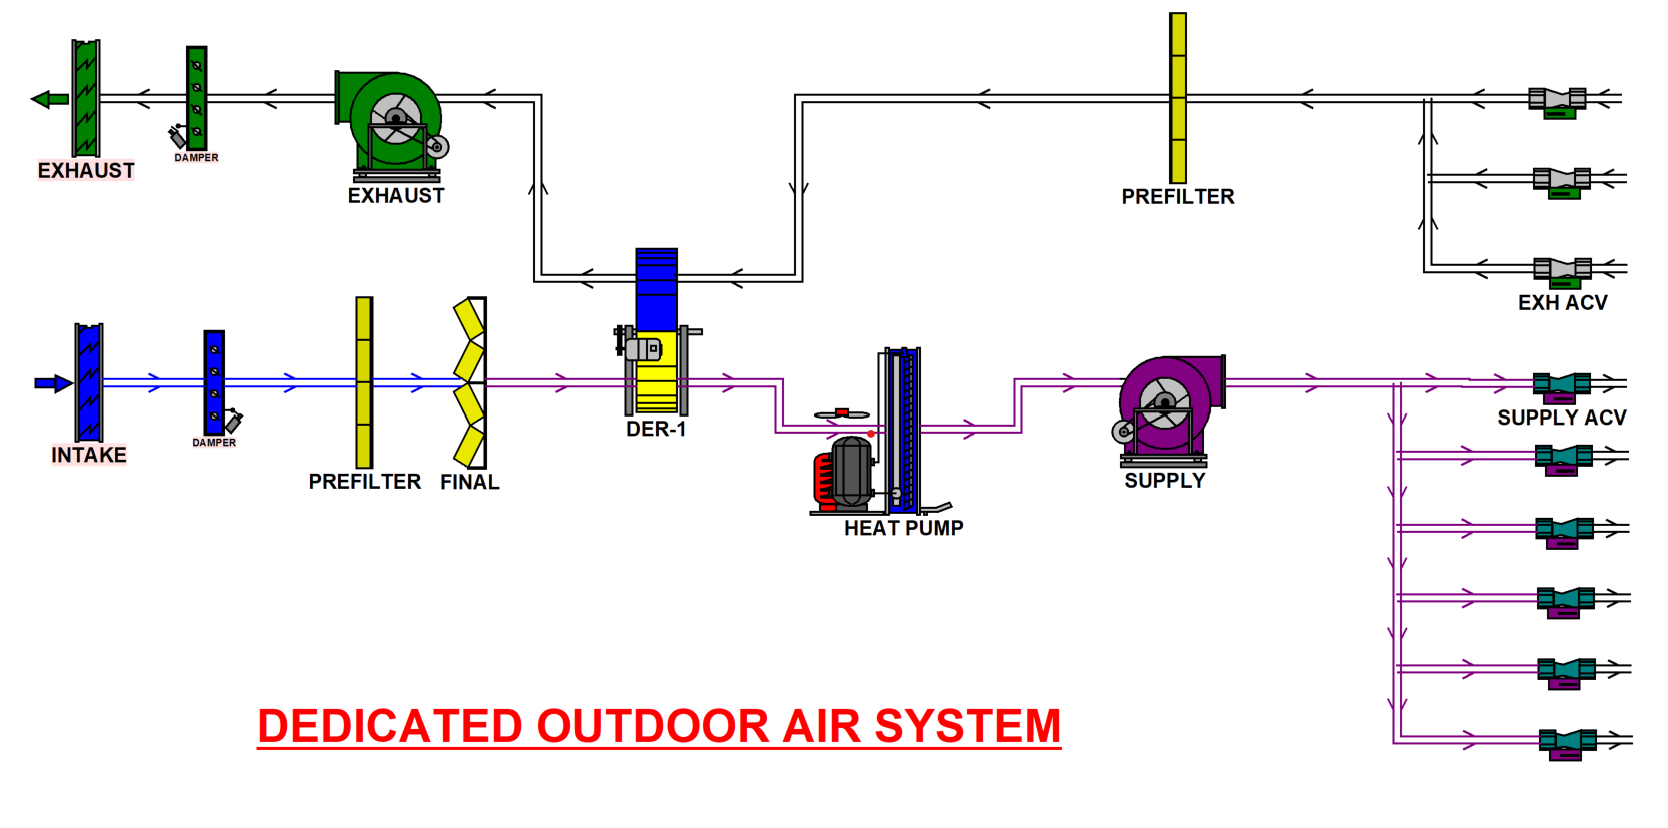 EXHAUST
DAMPER
EXHAUST
PREFILTER
EXH ACV
INTAKE
DAMPER
PREFILTER
FINAL
DER-1
HEAT PUMP
SUPPLY
SUPPLY ACV
DEDICATED OUTDOOR AIR SYSTEM